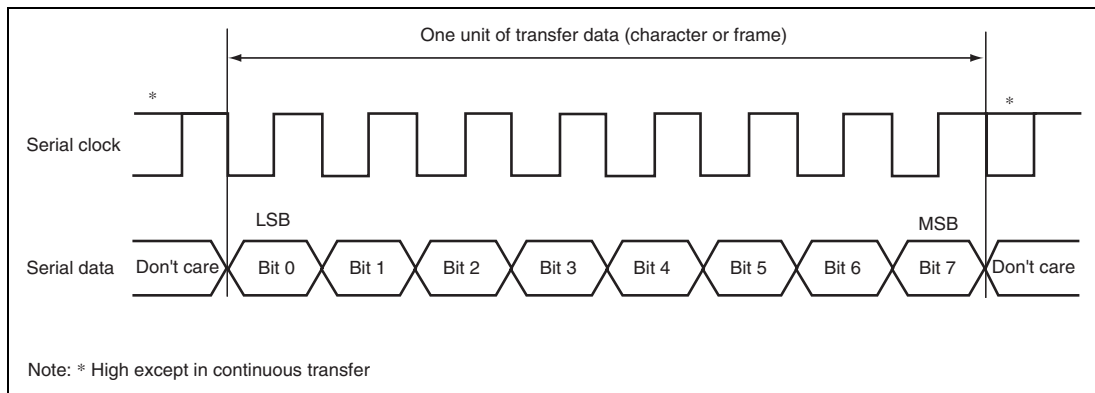 One unit of transfer data (character or frame)
* *
Serial clock
LSB MSB
Serial data Don't care Bit 0 Bit 1 Bit 2 Bit 3 Bit 4 Bit 5 Bit 6 Bit 7 Don't care
Note: * High except in continuous transfer